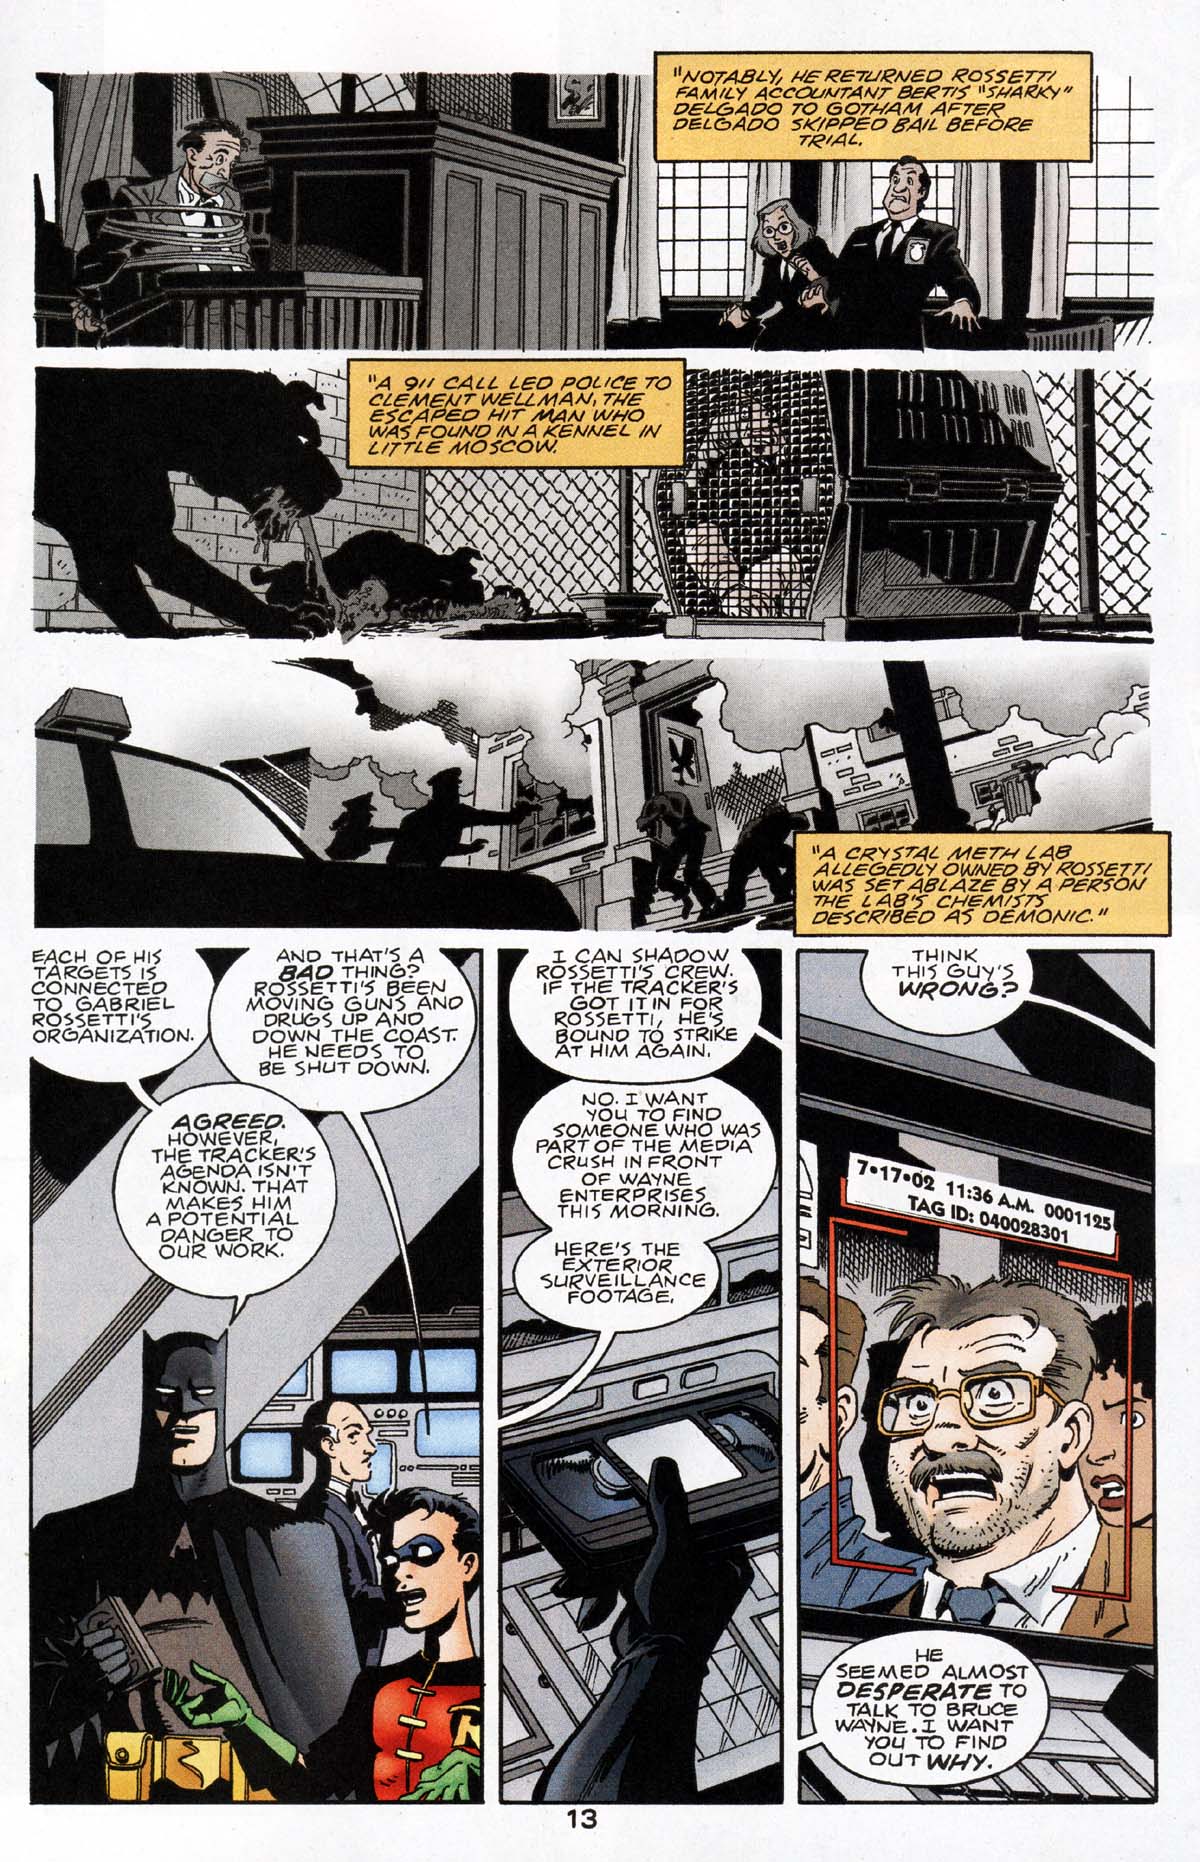 "NOTABLY, HE RETURNED ROSSETTI
FAMILY ACCOUNTANT BERTIS "SHARKY"
DELGADO TO GOTHAM AFTER
DELGADO SKIPPED BAIL BEFORE
TRIAL.
"A 911 CALL LED POLICE TO
CLEMENT WELLMAN, THE
ESCAPED HIT MAN WHO
WAS FOUND IN A KENNEL IN
LITTLE MOSCOW.
"A CRYSTAL METH LAB
ALLEGEDLY OWNED BY ROSSETTI
WAS SET ABLAZE BY A PERSON
THE LAB'S CHEMISTS
DESCRIBED AS DEMONIC."
EACH OF HIS
TARGETS IS
CONNECTED
TO GABRIEL
ROSSETTI'S
ORGANIZATION.
AND THAT'S A
BAD THING?
ROSSETTI'S BEEN
MOVING GUNS AND
DRUGS UP AND
DOWN THE COAST.
HE NEEDS TO
BE SHUT DOWN.
AGREED.
HOWEVER,
THE TRACKER'S
AGENDA ISN'T
KNOWN. THAT
MAKES HIM
A POTENTIAL
DANGER TO
OUR WORK.
I CAN SHADOW
ROSSETTI'S CREW.
IF THE TRACKER'S
GOT IT IN FOR
ROSSETTI, HE'S
BOUND TO STRIKE
AT HIM AGAIN.
NO. I WANT
YOU TO FIND
SOMEONE WHO WAS
PART OF THE MEDIA
CRUSH IN FRONT
OF WAYNE
ENTERPRISES
THIS MORNING.
HERE'S THE
EXTERIOR
SURVEILLANCE
FOOTAGE.
THINK
THIS GUY'S
WRONG?
7•17•02 11:36 A.M. 0001125
TAG ID: 040028301
HE
SEEMED ALMOST
DESPERATE TO
TALK TO BRUCE
WAYNE. I WANT
YOU TO FIND
OUT WHY.
13